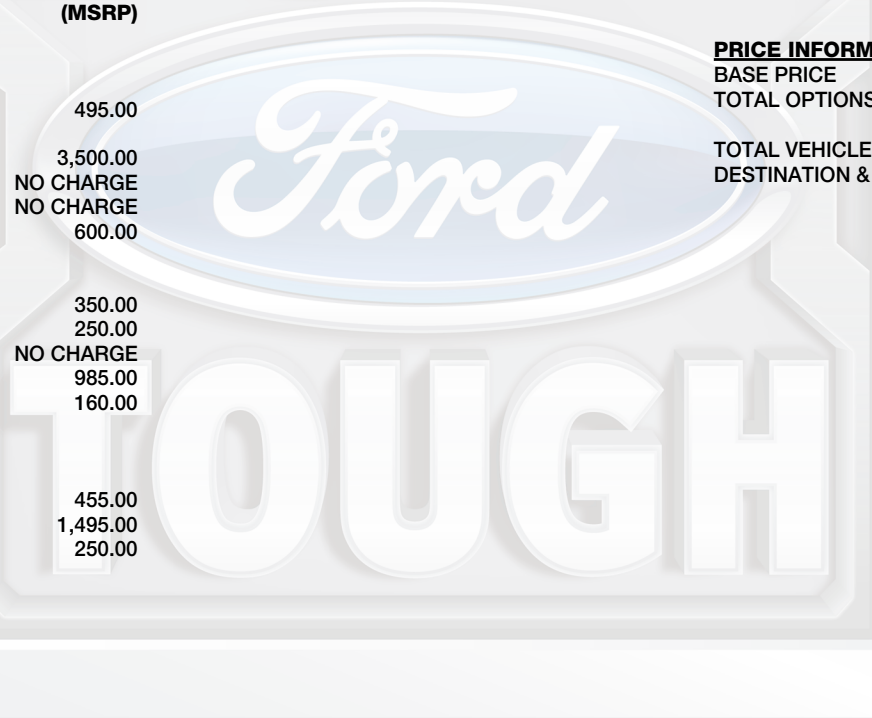 (MSRP)
495.00
3,500.00
NO CHARGE
NO CHARGE
600.00
350.00
250.00
NO CHARGE
985.00
160.00
455.00
1,495.00
250.00
PRICE INFORM
BASE PRICE
TOTAL OPTIONS
TOTAL VEHICLE
DESTINATION &
Ford
TOUGH